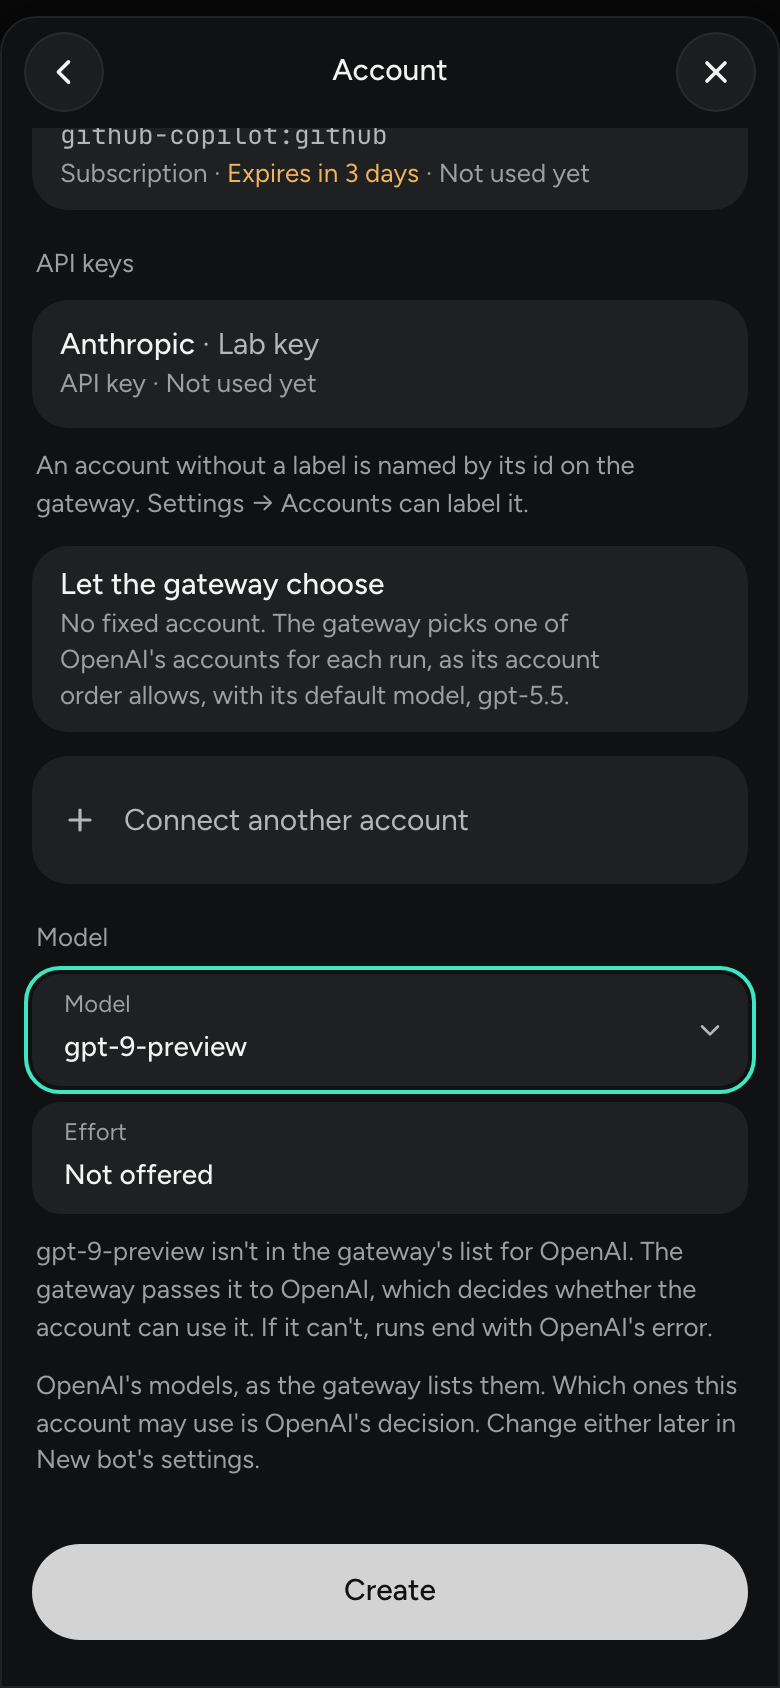 Account
github-copilot:github
Subscription · Expires in 3 days · Not used yet
API keys
Anthropic · Lab key
API key · Not used yet
An account without a label is named by its id on the
gateway. Settings → Accounts can label it.
Let the gateway choose
No fixed account. The gateway picks one of
OpenAI's accounts for each run, as its account
order allows, with its default model, gpt-5.5.
Connect another account
Model
Model
gpt-9-preview
Effort
Not offered
gpt-9-preview isn't in the gateway's list for OpenAI. The
gateway passes it to OpenAI, which decides whether the
account can use it. If it can't, runs end with OpenAI's error.
OpenAI's models, as the gateway lists them. Which ones this
account may use is OpenAI's decision. Change either later in
New bot's settings.
Create